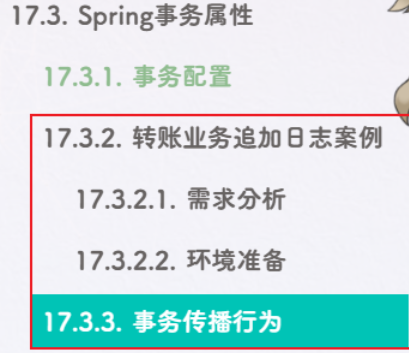 17.3. Spring事务属性
17.3.1. 事务配置
17.3.2. 转账业务追加日志案例
17.3.2.1. 需求分析
17.3.2.2. 环境准备
17.3.3. 事务传播行为